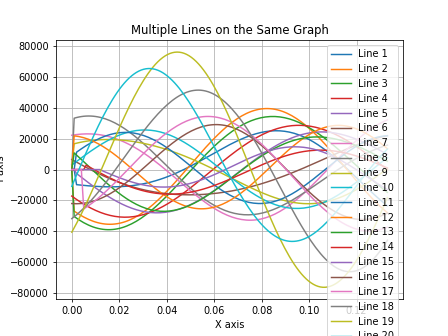 Multiple Lines on the Same Graph
80000
60000
40000
20000
0
−20000
−40000
−60000
−80000
0.00
0.02
0.04
0.06
0.08
0.10
X axis
Line 1
Line 2
Line 3
Line 4
Line 5
Line 6
Line 7
Line 8
Line 9
Line 10
Line 11
Line 12
Line 13
Line 14
Line 15
Line 16
Line 17
Line 18
Line 19
Line 20